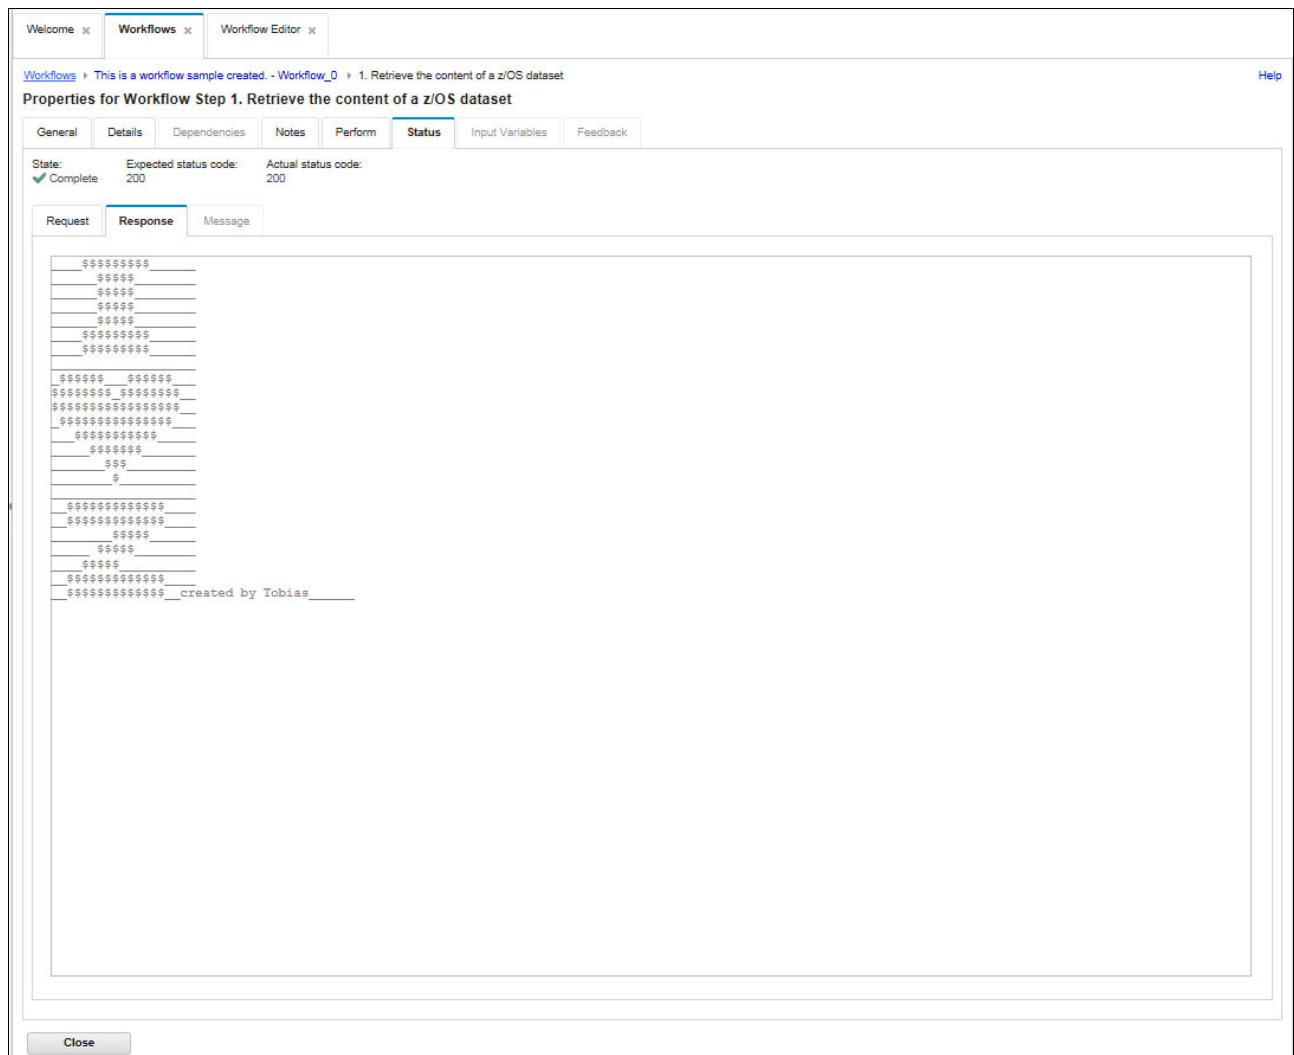 Welcome × Workflows × Workflow Editor ×
Workflows ▸ This is a workflow sample created. - Workflow_0 ▸ 1. Retrieve the content of a z/OS dataset Help
Properties for Workflow Step 1. Retrieve the content of a z/OS dataset
General Details Dependencies Notes Perform Status Input Variables Feedback
State: Expected status code: Actual status code:
Complete 200 200
Request Response Message
____$$$$$$$$$______
______$$$$$________
______$$$$$________
______$$$$$________
______$$$$$________
____$$$$$$$$$______
____$$$$$$$$$______
___________________
_$$$$$$___$$$$$$___
$$$$$$$$_$$$$$$$$__
$$$$$$$$$$$$$$$$$__
_$$$$$$$$$$$$$$$___
___$$$$$$$$$$$_____
_____$$$$$$$_______
_______$$$_________
________$__________
___________________
__$$$$$$$$$$$$$____
__$$$$$$$$$$$$$____
________$$$$$______
_____ $$$$$________
____$$$$$__________
__$$$$$$$$$$$$$____
__$$$$$$$$$$$$$__created by Tobias______
Close